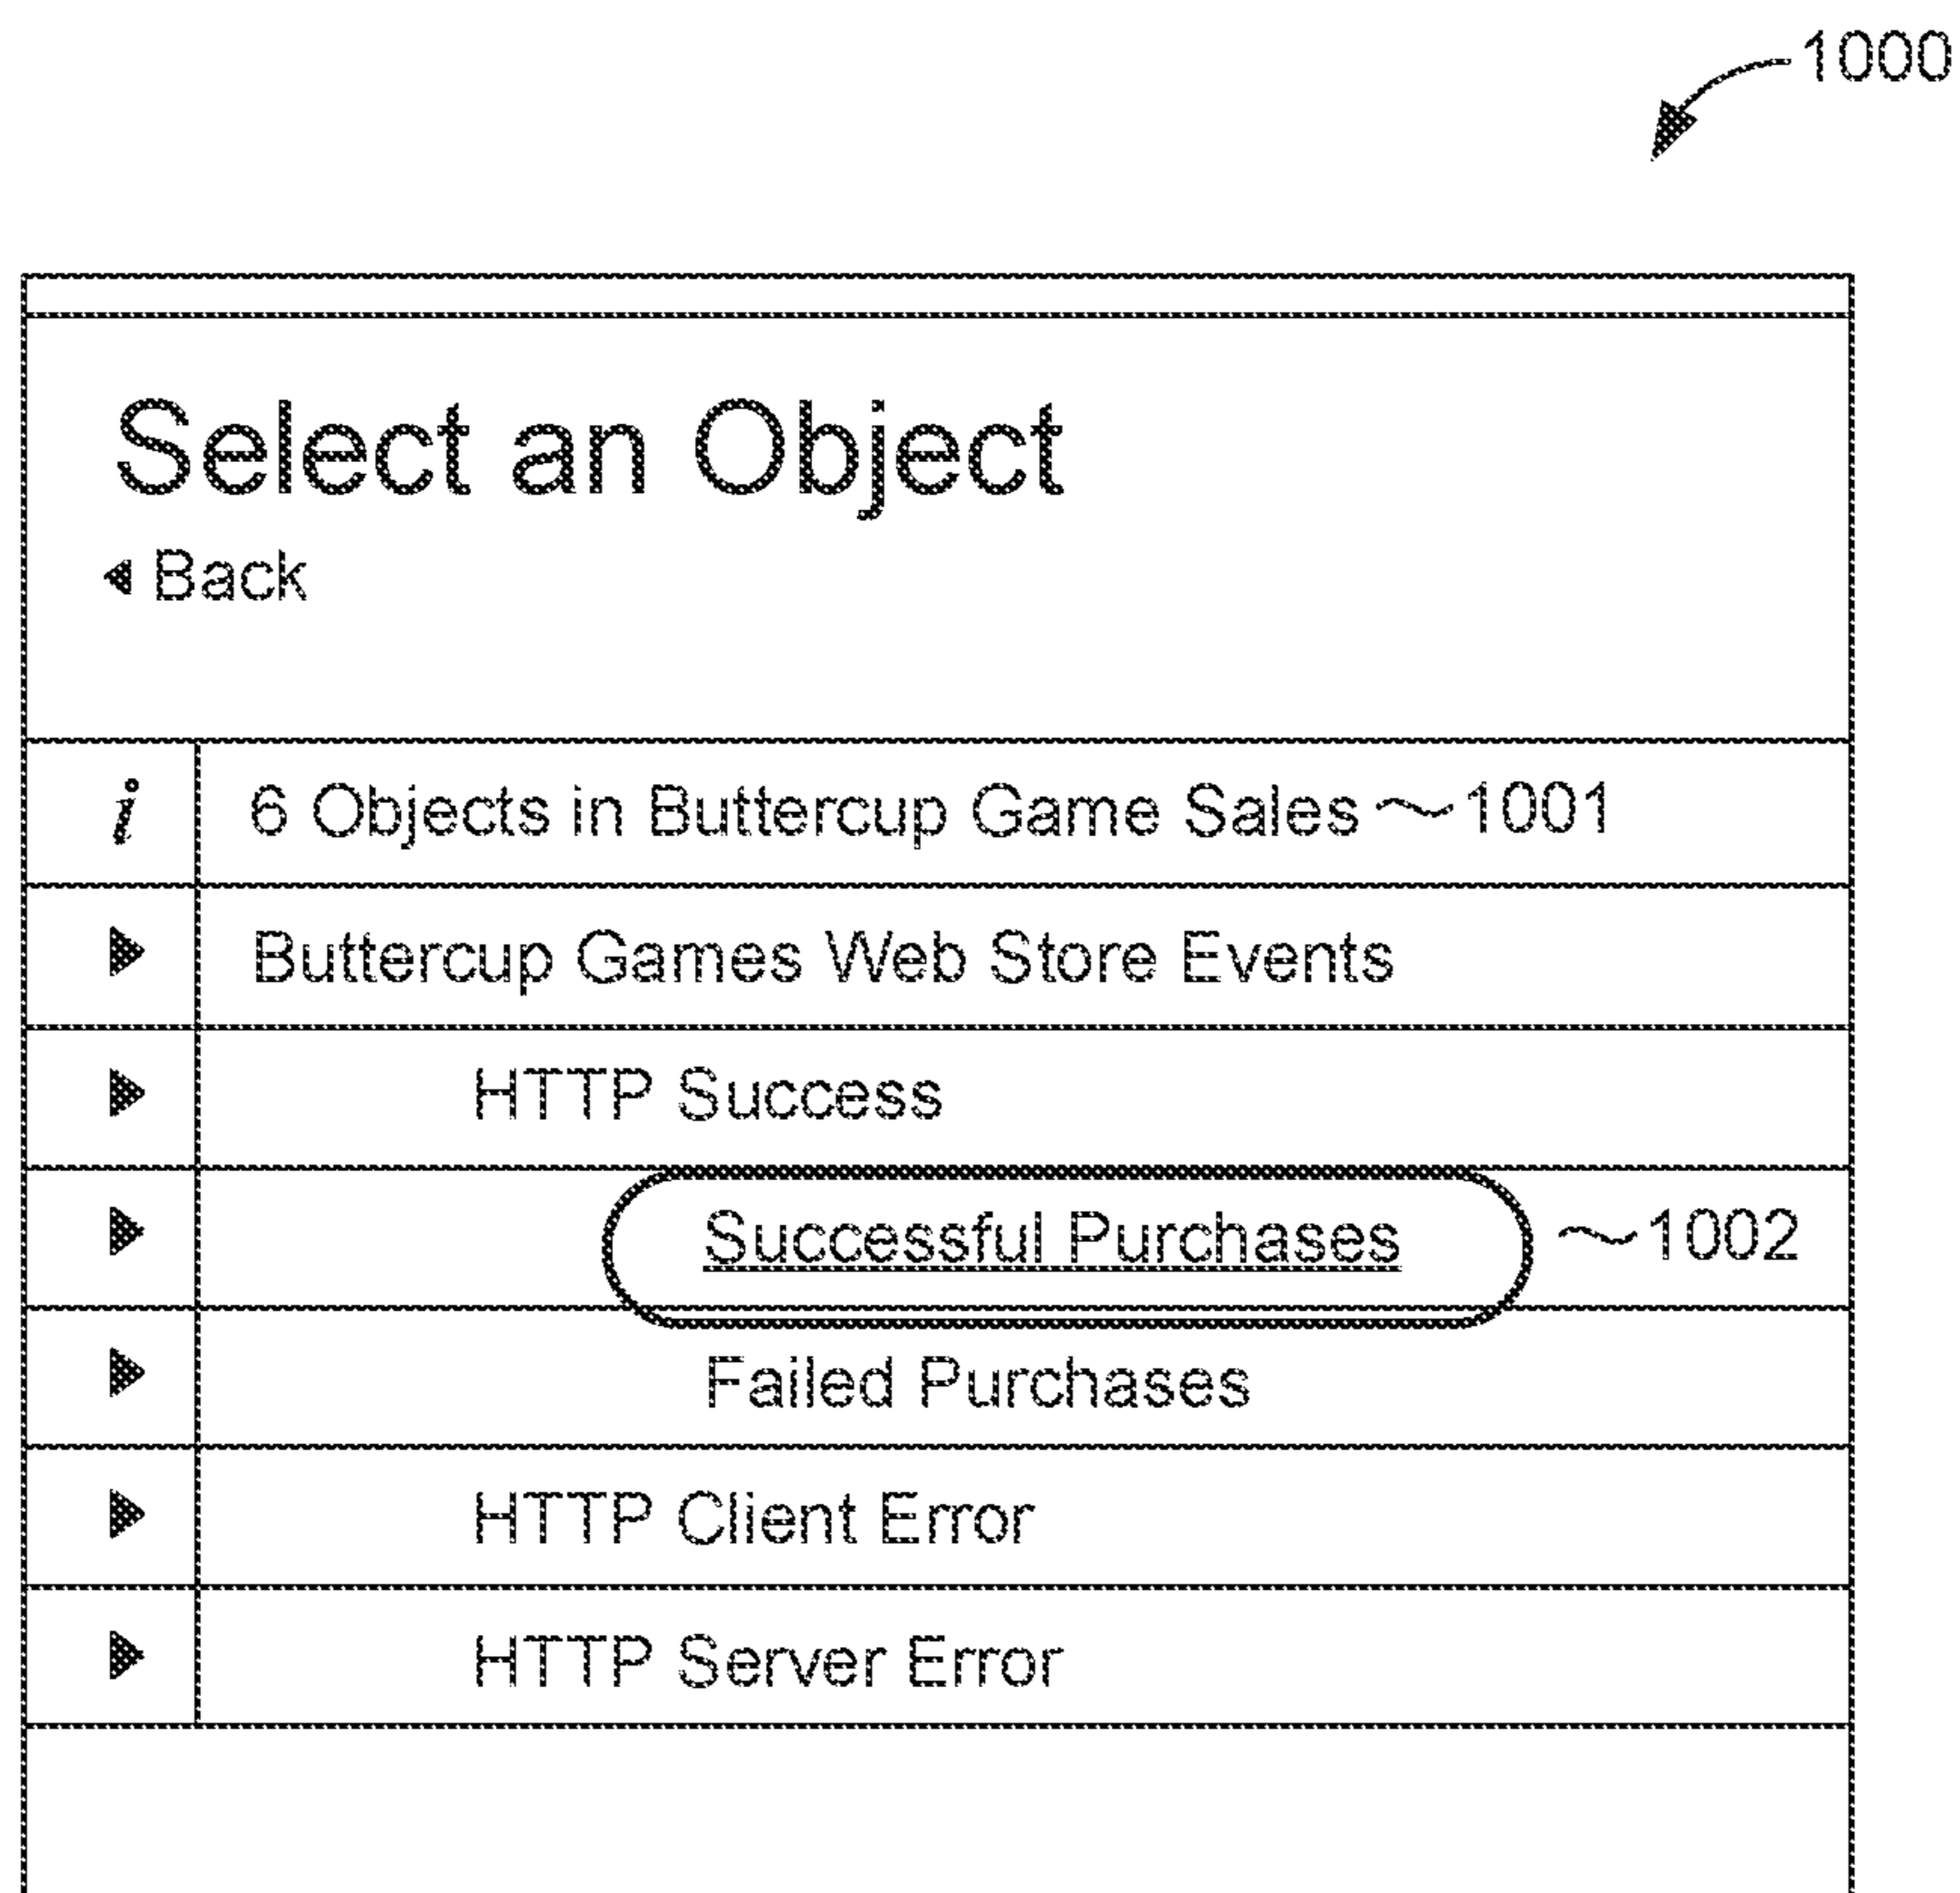 1000
Select an Object
Back
i 6 Objects in Buttercup Game Sales 1001
Buttercup Games Web Store Events
HTTP Success
Successful Purchases 1002
Failed Purchases
HTTP Client Error
HTTP Server Error